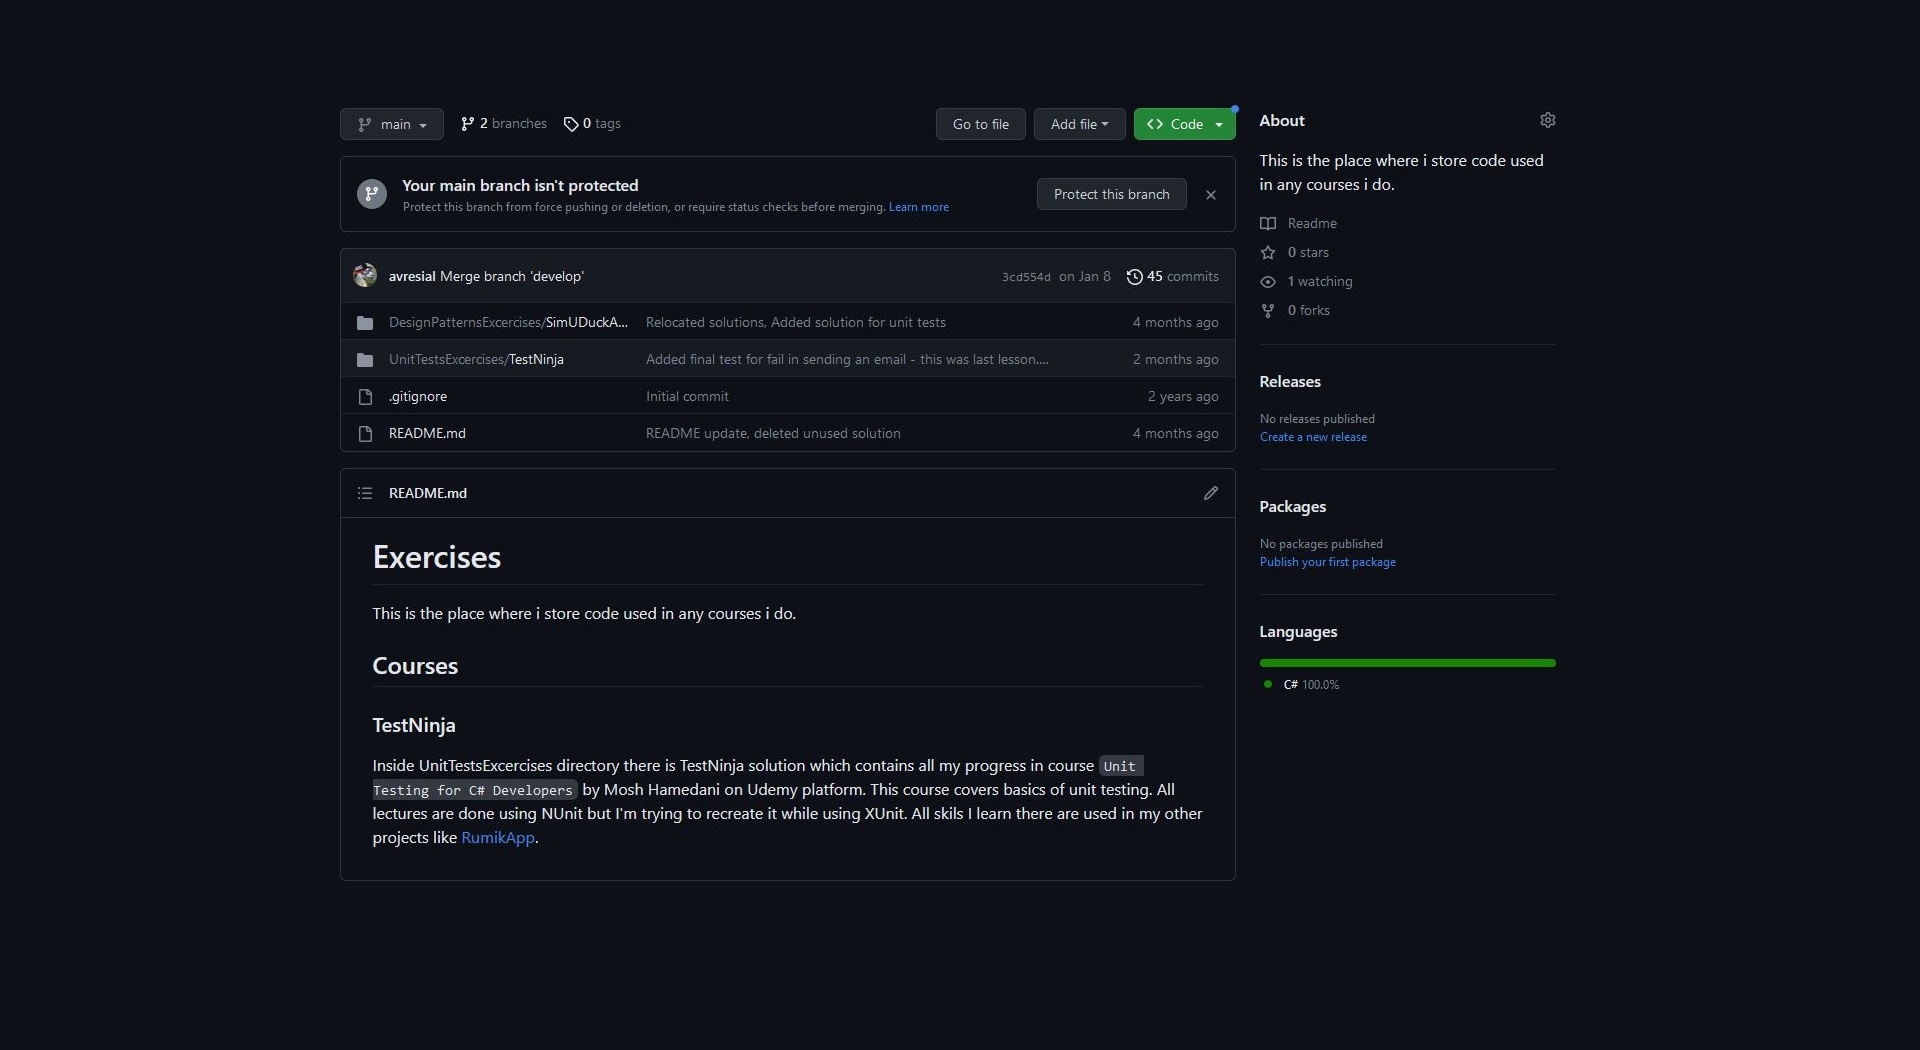 main
2 branches
0 tags
Go to file
Add file
Code
Your main branch isn't protected
Protect this branch from force pushing or deletion, or require status checks before merging. Learn more
Protect this branch
avresial Merge branch 'develop'
3cd554d on Jan 8
45 commits
DesignPatternsExcercises/SimUDuckA...
Relocated solutions, Added solution for unit tests
4 months ago
UnitTestsExcercises/TestNinja
Added final test for fail in sending an email - this was last lesson....
2 months ago
.gitignore
Initial commit
2 years ago
README.md
README update, deleted unused solution
4 months ago
README.md
Exercises
This is the place where i store code used in any courses i do.
Courses
TestNinja
Inside UnitTestsExcercises directory there is TestNinja solution which contains all my progress in course Unit
Testing for C# Developers by Mosh Hamedani on Udemy platform. This course covers basics of unit testing. All
lectures are done using NUnit but I'm trying to recreate it while using XUnit. All skils I learn there are used in my other
projects like RumikApp.
About
This is the place where i store code used
in any courses i do.
Readme
0 stars
1 watching
0 forks
Releases
No releases published
Create a new release
Packages
No packages published
Publish your first package
Languages
C# 100.0%